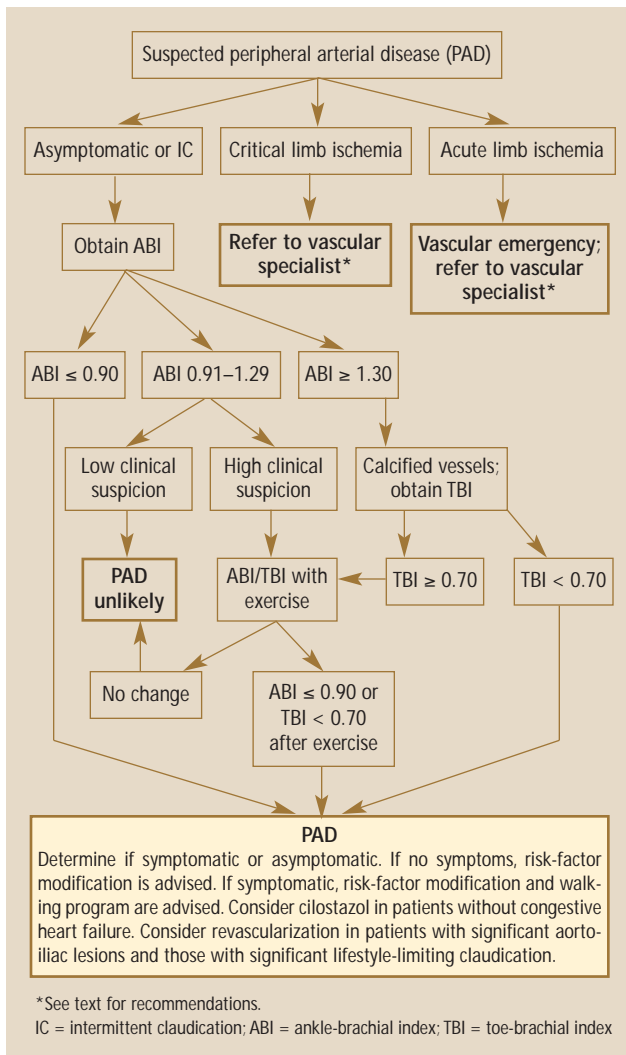 Suspected peripheral arterial disease (PAD)
Asymptomatic or IC
Critical limb ischemia
Acute limb ischemia
Obtain ABI
Refer to vascular
specialist*
Vascular emergency;
refer to vascular
specialist*
ABI ≤ 0.90
ABI 0.91–1.29
ABI ≥ 1.30
Low clinical
suspicion
High clinical
suspicion
Calcified vessels;
obtain TBI
PAD
unlikely
ABI/TBI with
exercise
TBI ≥ 0.70
TBI < 0.70
No change
ABI ≤ 0.90 or
TBI < 0.70
after exercise
PAD
Determine if symptomatic or asymptomatic. If no symptoms, risk-factor
modification is advised. If symptomatic, risk-factor modification and walk-
ing program are advised. Consider cilostazol in patients without congestive
heart failure. Consider revascularization in patients with significant aorto-
iliac lesions and those with significant lifestyle-limiting claudication.
*See text for recommendations.
IC = intermittent claudication; ABI = ankle-brachial index; TBI = toe-brachial index